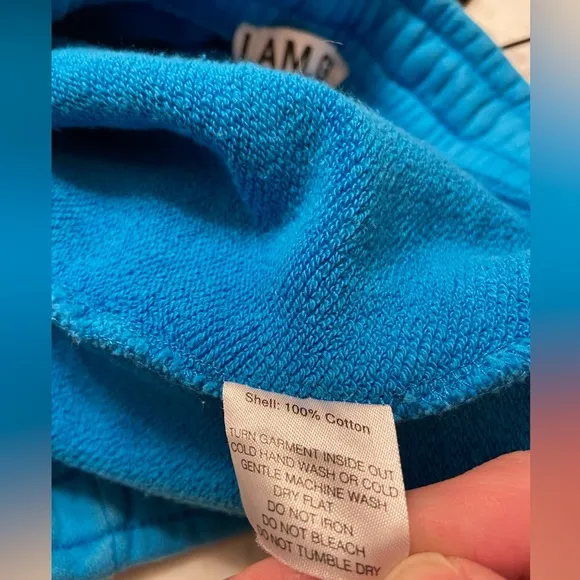 I AM
Shell: 100% Cotton
TURN GARMENT INSIDE OUT
COLD HAND WASH OR COLD
GENTLE MACHINE WASH
DRY FLAT
DO NOT IRON
DO NOT BLEACH
DO NOT TUMBLE DRY